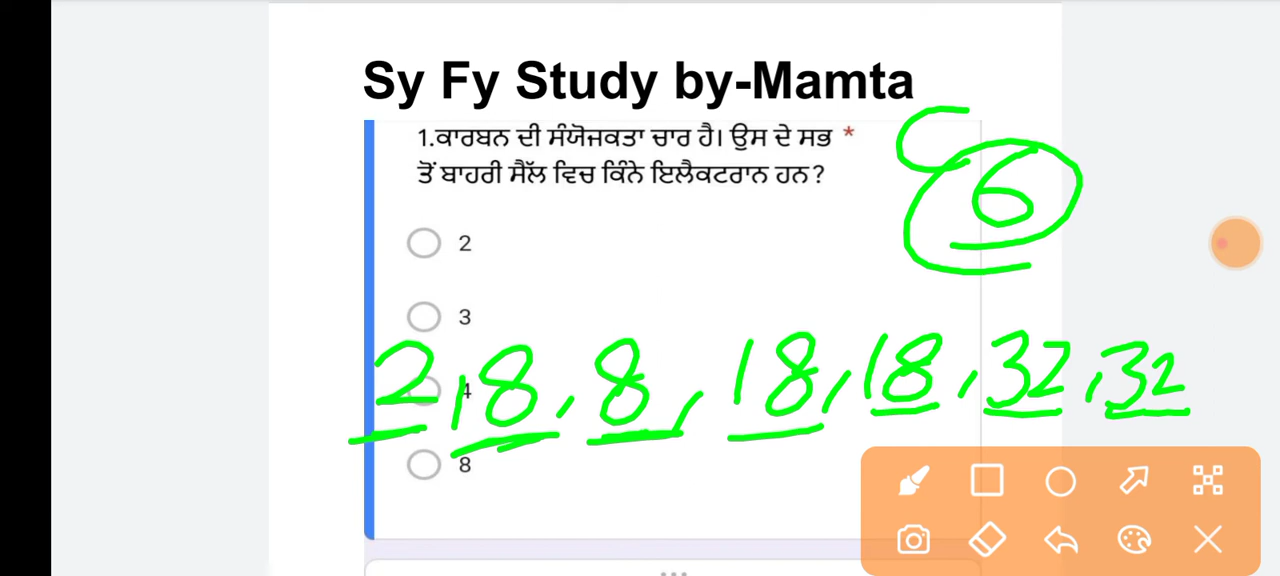 Sy Fy Study by-Mamta
1.ਕਾਰਬਨ ਦੀ ਸੰਯੋਜਕਤਾ ਚਾਰ ਹੈ। ਉਸ ਦੇ ਸਭ *
ਤੋਂ ਬਾਹਰੀ ਸੈੱਲ ਵਿਚ ਕਿੰਨੇ ਇਲੈਕਟਰਾਨ ਹਨ?
C 6
2
3
2, 8, 8, 18, 18, 32, 32
4
8